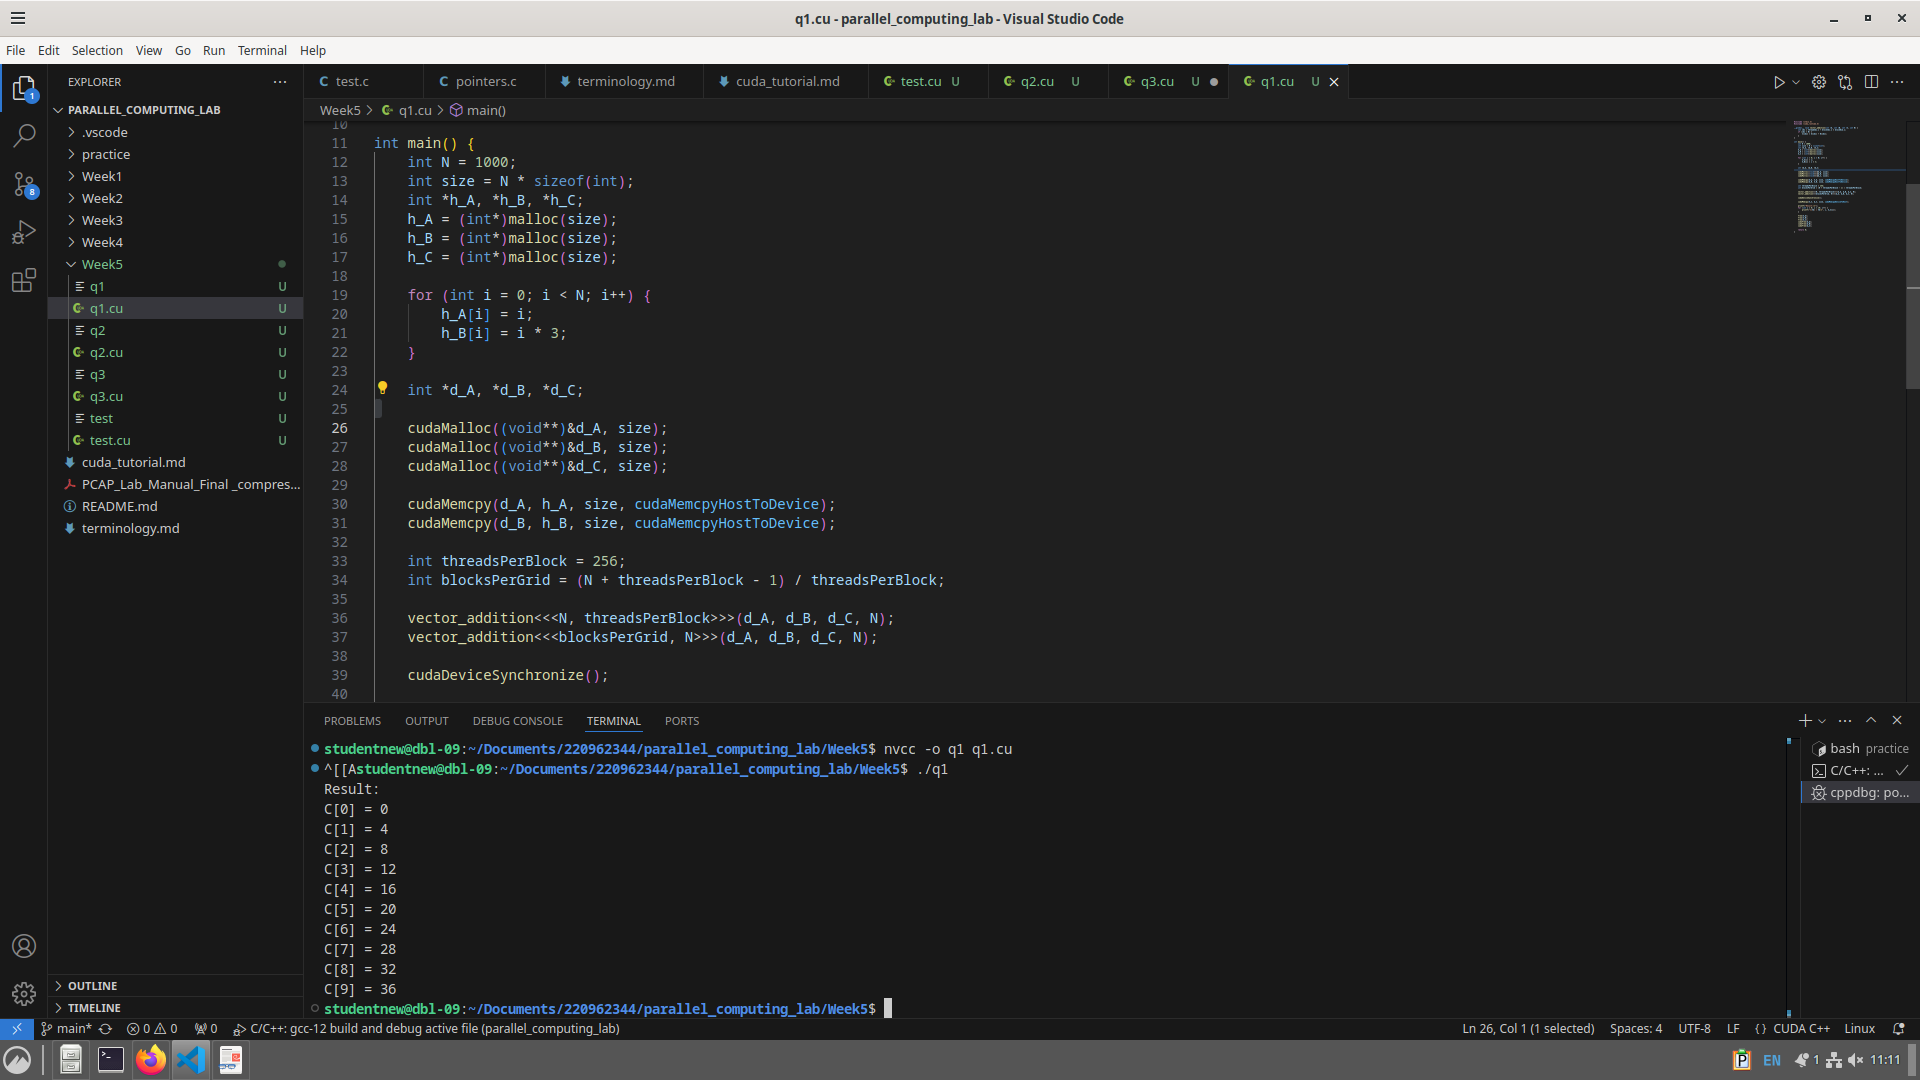 q1.cu - parallel_computing_lab - Visual Studio Code
File Edit Selection View Go Run Terminal Help
EXPLORER
PARALLEL_COMPUTING_LAB
.vscode
practice
Week1
Week2
Week3
Week4
Week5
q1 U
q1.cu U
q2 U
q2.cu U
q3 U
q3.cu U
test U
test.cu U
cuda_tutorial.md
PCAP_Lab_Manual_Final _compres...
README.md
terminology.md
OUTLINE
TIMELINE
1
8
test.c pointers.c terminology.md cuda_tutorial.md test.cu U q2.cu U q3.cu U q1.cu U
Week5 > q1.cu > main()
10
11 int main() {
12     int N = 1000;
13     int size = N * sizeof(int);
14     int *h_A, *h_B, *h_C;
15     h_A = (int*)malloc(size);
16     h_B = (int*)malloc(size);
17     h_C = (int*)malloc(size);
18
19     for (int i = 0; i < N; i++) {
20         h_A[i] = i;
21         h_B[i] = i * 3;
22     }
23
24     int *d_A, *d_B, *d_C;
25
26     cudaMalloc((void**)&d_A, size);
27     cudaMalloc((void**)&d_B, size);
28     cudaMalloc((void**)&d_C, size);
29
30     cudaMemcpy(d_A, h_A, size, cudaMemcpyHostToDevice);
31     cudaMemcpy(d_B, h_B, size, cudaMemcpyHostToDevice);
32
33     int threadsPerBlock = 256;
34     int blocksPerGrid = (N + threadsPerBlock - 1) / threadsPerBlock;
35
36     vector_addition<<<N, threadsPerBlock>>>(d_A, d_B, d_C, N);
37     vector_addition<<<blocksPerGrid, N>>>(d_A, d_B, d_C, N);
38
39     cudaDeviceSynchronize();
40
PROBLEMS OUTPUT DEBUG CONSOLE TERMINAL PORTS
studentnew@dbl-09:~/Documents/220962344/parallel_computing_lab/Week5$ nvcc -o q1 q1.cu
^[[Astudentnew@dbl-09:~/Documents/220962344/parallel_computing_lab/Week5$ ./q1
Result:
C[0] = 0
C[1] = 4
C[2] = 8
C[3] = 12
C[4] = 16
C[5] = 20
C[6] = 24
C[7] = 28
C[8] = 32
C[9] = 36
studentnew@dbl-09:~/Documents/220962344/parallel_computing_lab/Week5$
bash practice
C/C++: ...
cppdbg: po...
main* 0 0 0 C/C++: gcc-12 build and debug active file (parallel_computing_lab) Ln 26, Col 1 (1 selected) Spaces: 4 UTF-8 LF {} CUDA C++ Linux
P EN 1 11:11